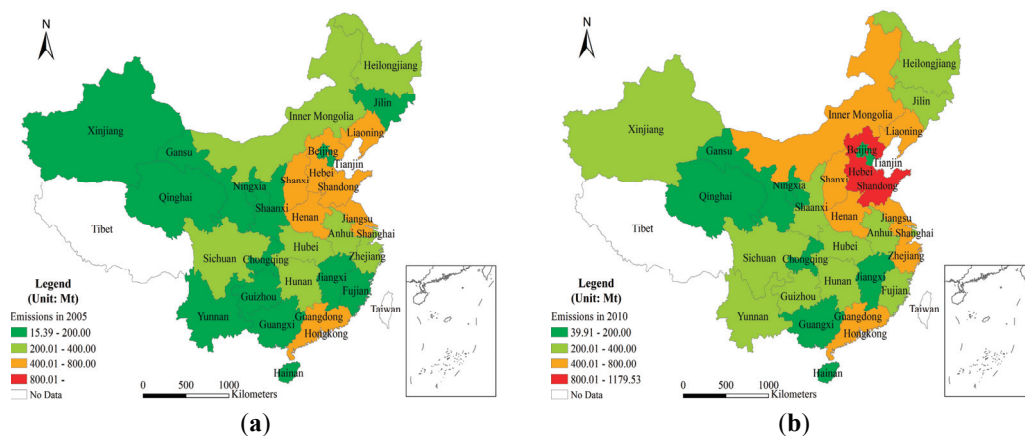 N
Heilongjiang
Jilin
Inner Mongolia
Liaoning
Xinjiang
Beijing
Gansu
Tianjin
Hebei
Shanxi
Ningxia
Shandong
Qinghai
Shaanxi
Henan
Jiangsu
Tibet
Anhui
Shanghai
Hubei
Sichuan
Chongqing
Zhejiang
Hunan
Jiangxi
Guizhou
Fujian
Yunnan
Guangdong
Taiwan
Guangxi
Hongkong
Hainan
Legend
(Unit: Mt)
Emissions in 2005
15.39 - 200.00
200.01 - 400.00
400.01 - 800.00
800.01 -
No Data
0 500 1000
Kilometers
(a)
N
Heilongjiang
Jilin
Inner Mongolia
Liaoning
Xinjiang
Beijing
Gansu
Tianjin
Hebei
Shanxi
Ningxia
Shandong
Qinghai
Shaanxi
Henan
Jiangsu
Tibet
Anhui
Shanghai
Hubei
Sichuan
Chongqing
Zhejiang
Hunan
Jiangxi
Guizhou
Fujian
Yunnan
Guangdong
Taiwan
Guangxi
Hongkong
Hainan
Legend
(Unit: Mt)
Emissions in 2010
39.91 - 200.00
200.01 - 400.00
400.01 - 800.00
800.01 - 1179.53
No Data
0 500 1000
Kilometers
(b)